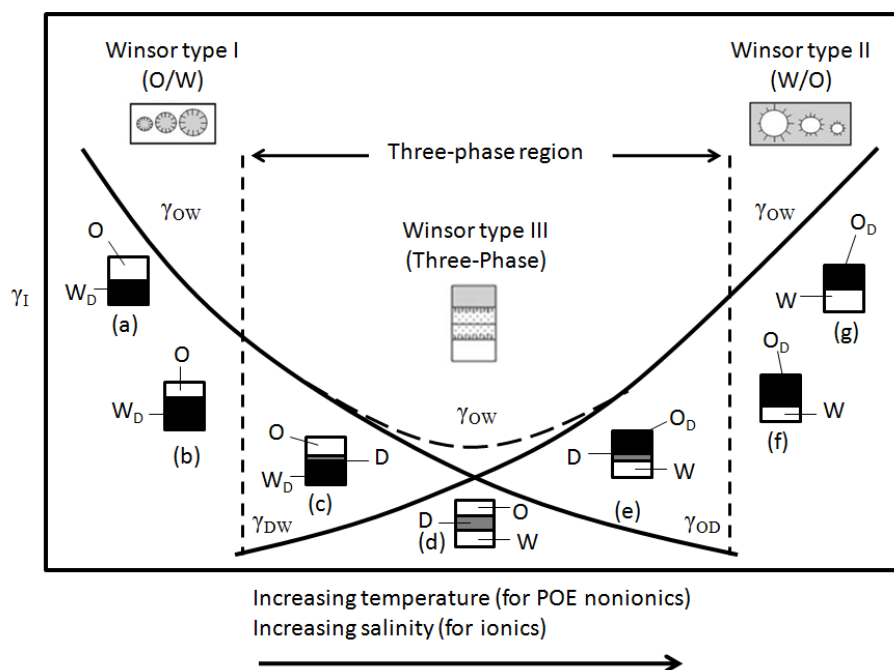 Winsor type I
(O/W)
Winsor type II
(W/O)
Three-phase region
γOW
γOW
Winsor type III
(Three-Phase)
O
WD
(a)
OD
W
(g)
γI
O
WD
(b)
OD
W
(f)
γOW
O
D
WD
(c)
OD
D
W
(e)
γDW
O
D
W
(d)
γOD
Increasing temperature (for POE nonionics)
Increasing salinity (for ionics)